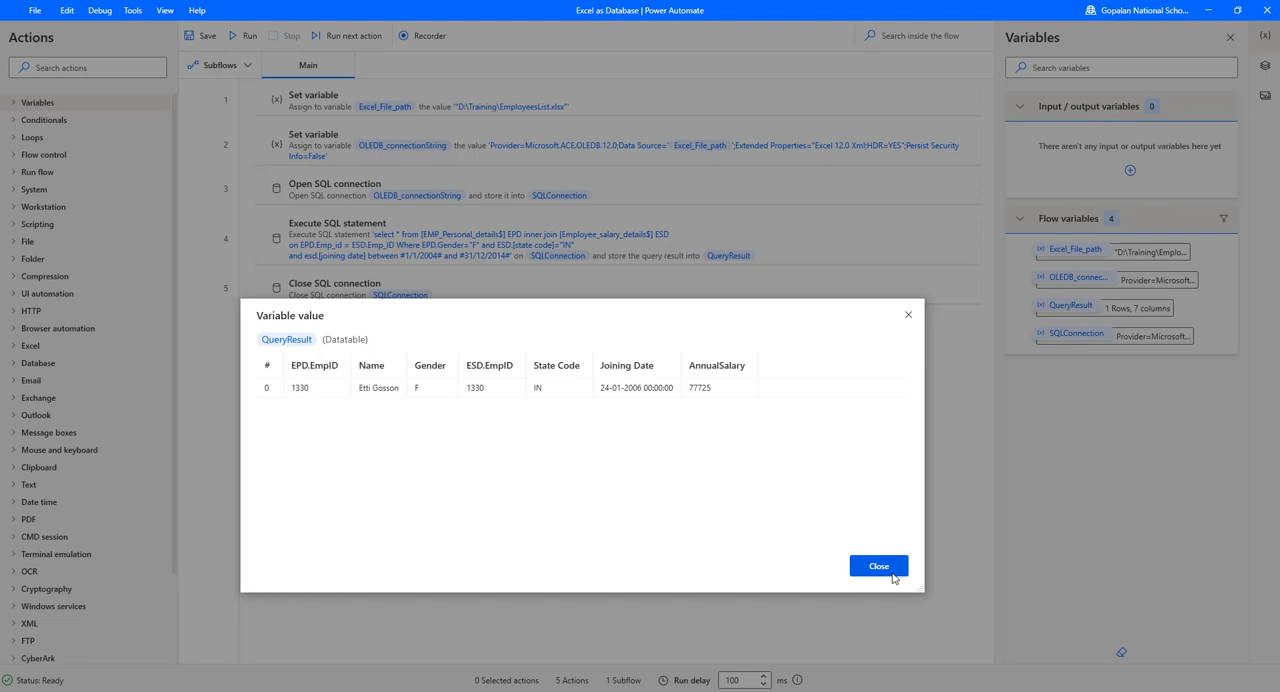 File Edit Debug Tools View Help
Excel as Database | Power Automate
Gopalan National Scho...
Actions
Search actions
Variables
Conditionals
Loops
Flow control
Run flow
System
Workstation
Scripting
File
Folder
Compression
UI automation
HTTP
Browser automation
Excel
Database
Email
Exchange
Outlook
Message boxes
Mouse and keyboard
Clipboard
Text
Date time
PDF
CMD session
Terminal emulation
OCR
Cryptography
Windows services
XML
FTP
CyberArk
Save Run Stop Run next action Recorder
Search inside the flow
Subflows Main
1 Set variable
Assign to variable Excel_File_path the value '"D:\Training\EmployeesList.xlsx"'
2 Set variable
Assign to variable OLEDB_connectionString the value 'Provider=Microsoft.ACE.OLEDB.12.0;Data Source=' Excel_File_path ';Extended Properties="Excel 12.0 Xml;HDR=YES";Persist Security
Info=False'
3 Open SQL connection
Open SQL connection OLEDB_connectionString and store it into SQLConnection
4 Execute SQL statement
Execute SQL statement 'select * from [EMP_Personal_details$] EPD inner join [Employee_salary_details$] ESD
on EPD.Emp_id = ESD.Emp_ID Where EPD.Gender="F" and ESD.[state code]="IN"
and esd.[joining date] between #1/1/2004# and #31/12/2014#' on SQLConnection and store the query result into QueryResult
5 Close SQL connection
Close SQL connection SQLConnection
Variable value
QueryResult (Datatable)
# EPD.EmpID Name Gender ESD.EmpID State Code Joining Date AnnualSalary
0 1330 Etti Gosson F 1330 IN 24-01-2006 00:00:00 77725
Close
Variables
{x}
Search variables
Input / output variables 0
There aren't any input or output variables here yet
Flow variables 4
Excel_File_path "D:\Training\Emplo...
OLEDB_connec... Provider=Microsoft...
QueryResult 1 Rows, 7 columns
SQLConnection Provider=Microsoft...
Status: Ready
0 Selected actions 5 Actions 1 Subflow Run delay 100 ms